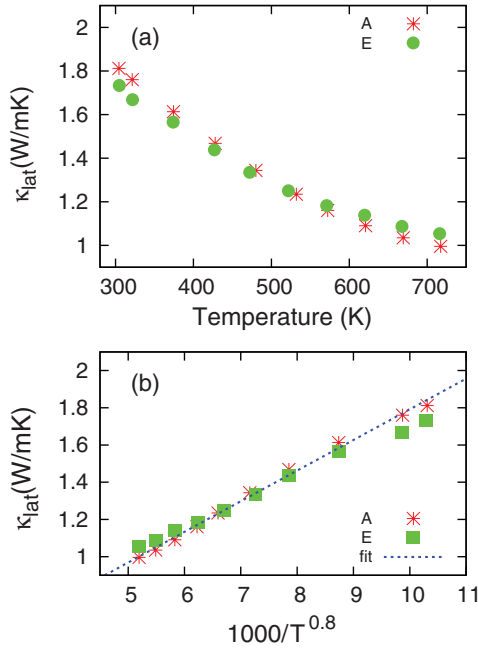 (a)
A
E
κlat(W/mK)
2
1.8
1.6
1.4
1.2
1
300 400 500 600 700
Temperature (K)
(b)
κlat(W/mK)
2
1.8
1.6
1.4
1.2
1
A
E
fit
5 6 7 8 9 10 11
1000/T^0.8